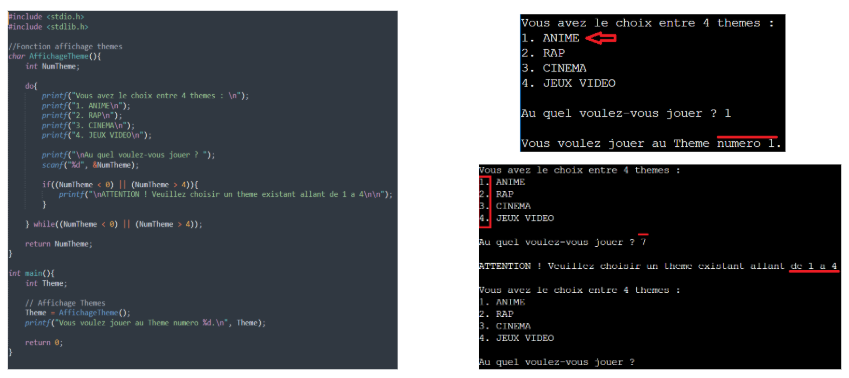 #include <stdio.h>
#include <stdlib.h>
//Fonction affichage themes
char AffichageTheme(){
int NumTheme;
do{
printf("Vous avez le choix entre 4 themes : \n");
printf("1. ANIME\n");
printf("2. RAP\n");
printf("3. CINEMA\n");
printf("4. JEUX VIDEO\n");
printf("\nAu quel voulez-vous jouer ? ");
scanf("%d", &NumTheme);
if((NumTheme < 0) || (NumTheme > 4)){
printf("\nATTENTION ! Veuillez choisir un theme existant allant de 1 a 4\n\n");
}
} while((NumTheme < 0) || (NumTheme > 4));
return NumTheme;
}
int main(){
int Theme;
// Affichage Themes
Theme = AffichageTheme();
printf("Vous voulez jouer au Theme numero %d.\n", Theme);
return 0;
}
Vous avez le choix entre 4 themes :
1. ANIME
2. RAP
3. CINEMA
4. JEUX VIDEO
Au quel voulez-vous jouer ? 1
Vous voulez jouer au Theme numero 1.
Vous avez le choix entre 4 themes :
1. ANIME
2. RAP
3. CINEMA
4. JEUX VIDEO
Au quel voulez-vous jouer ? 7
ATTENTION ! Veuillez choisir un theme existant allant de 1 a 4
Vous avez le choix entre 4 themes :
1. ANIME
2. RAP
3. CINEMA
4. JEUX VIDEO
Au quel voulez-vous jouer ?